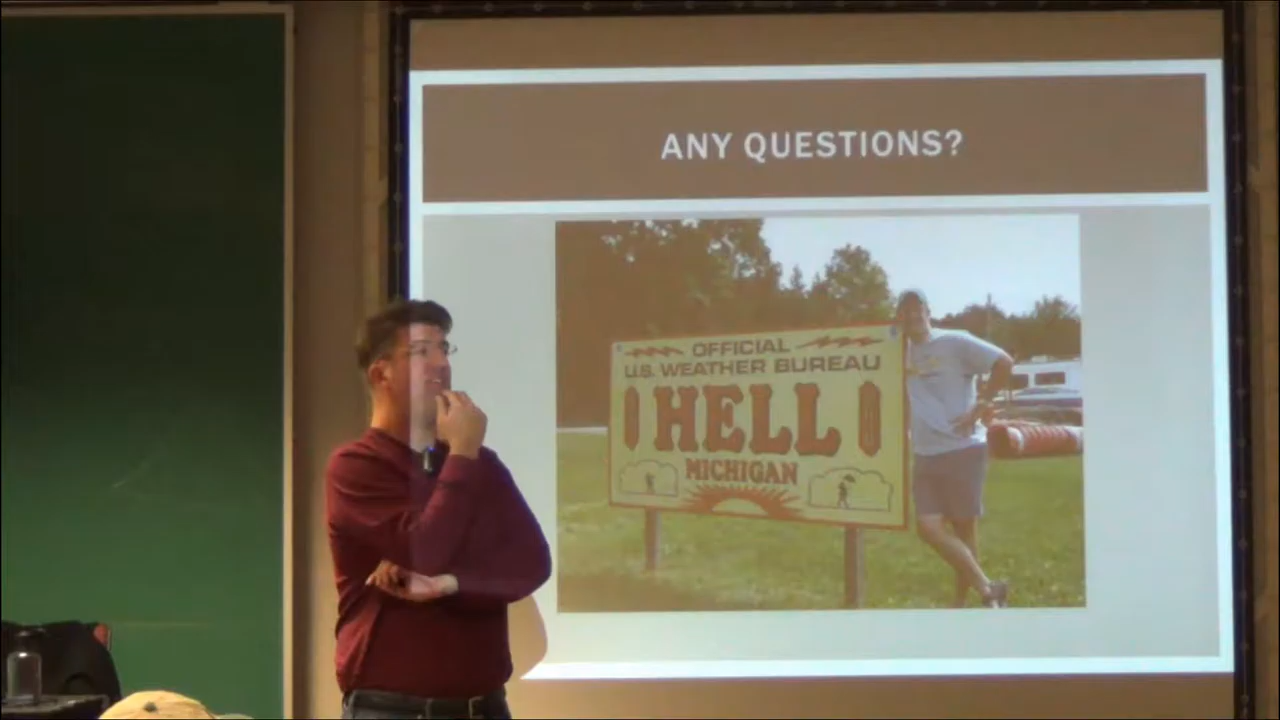 ANY QUESTIONS?
OFFICIAL
U.S. WEATHER BUREAU
HELL
MICHIGAN